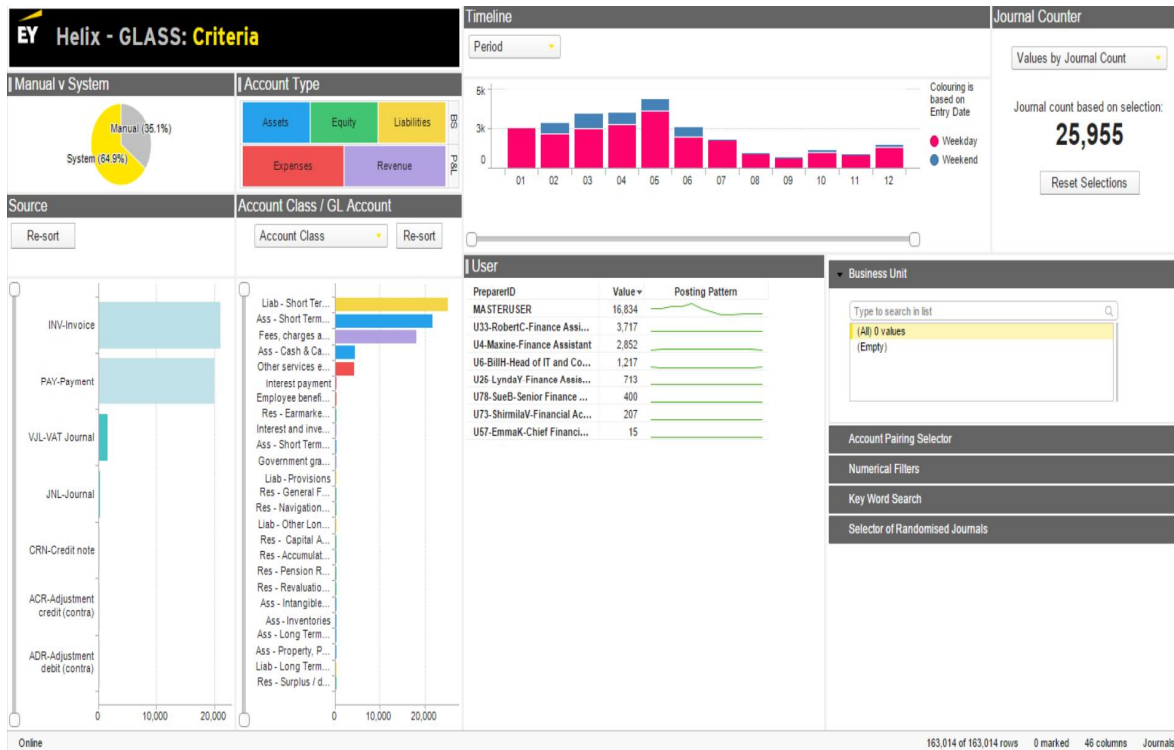 EY Helix - GLASS: Criteria
Timeline
Period
5k
3k
0
01 02 03 04 05 06 07 08 09 10 11 12
Colouring is
based on
Entry Date
Weekday
Weekend
Journal Counter
Values by Journal Count
Journal count based on selection:
25,955
Reset Selections
Manual v System
Manual (35.1%)
System (64.9%)
Account Type
Assets Equity Liabilities BS
Expenses Revenue P&L
Source
Re-sort
INV-Invoice
PAY-Payment
VJL-VAT Journal
JNL-Journal
CRN-Credit note
ACR-Adjustment
credit (contra)
ADR-Adjustment
debit (contra)
0 10,000 20,000
Account Class / GL Account
Account Class Re-sort
Liab - Short Ter...
Ass - Short Term...
Fees, charges a...
Ass - Cash & Ca...
Other services e...
Interest payment
Employee benefi...
Res - Earmarke...
Interest and inve...
Ass - Short Term...
Government gra...
Liab - Provisions
Res - General F...
Res - Navigation...
Liab - Other Lon...
Res - Capital A...
Res - Accumulat...
Res - Pension R...
Res - Revaluatio...
Ass - Intangible...
Ass - Inventories
Ass - Long Term...
Ass - Property, P...
Liab - Long Term...
Res - Surplus / d...
0 10,000 20,000
User
PreparerID Value Posting Pattern
MASTERUSER 16,834
U33-RobertC-Finance Assi... 3,717
U4-Maxine-Finance Assistant 2,852
U6-BillH-Head of IT and Co... 1,217
U26-LyndaY-Finance Assis... 713
U78-SueB-Senior Finance ... 400
U73-ShirmilaV-Financial Ac... 207
U57-EmmaK-Chief Financi... 15
Business Unit
Type to search in list
(All) 0 values
(Empty)
Account Pairing Selector
Numerical Filters
Key Word Search
Selector of Randomised Journals
Online 163,014 of 163,014 rows 0 marked 46 columns Journals